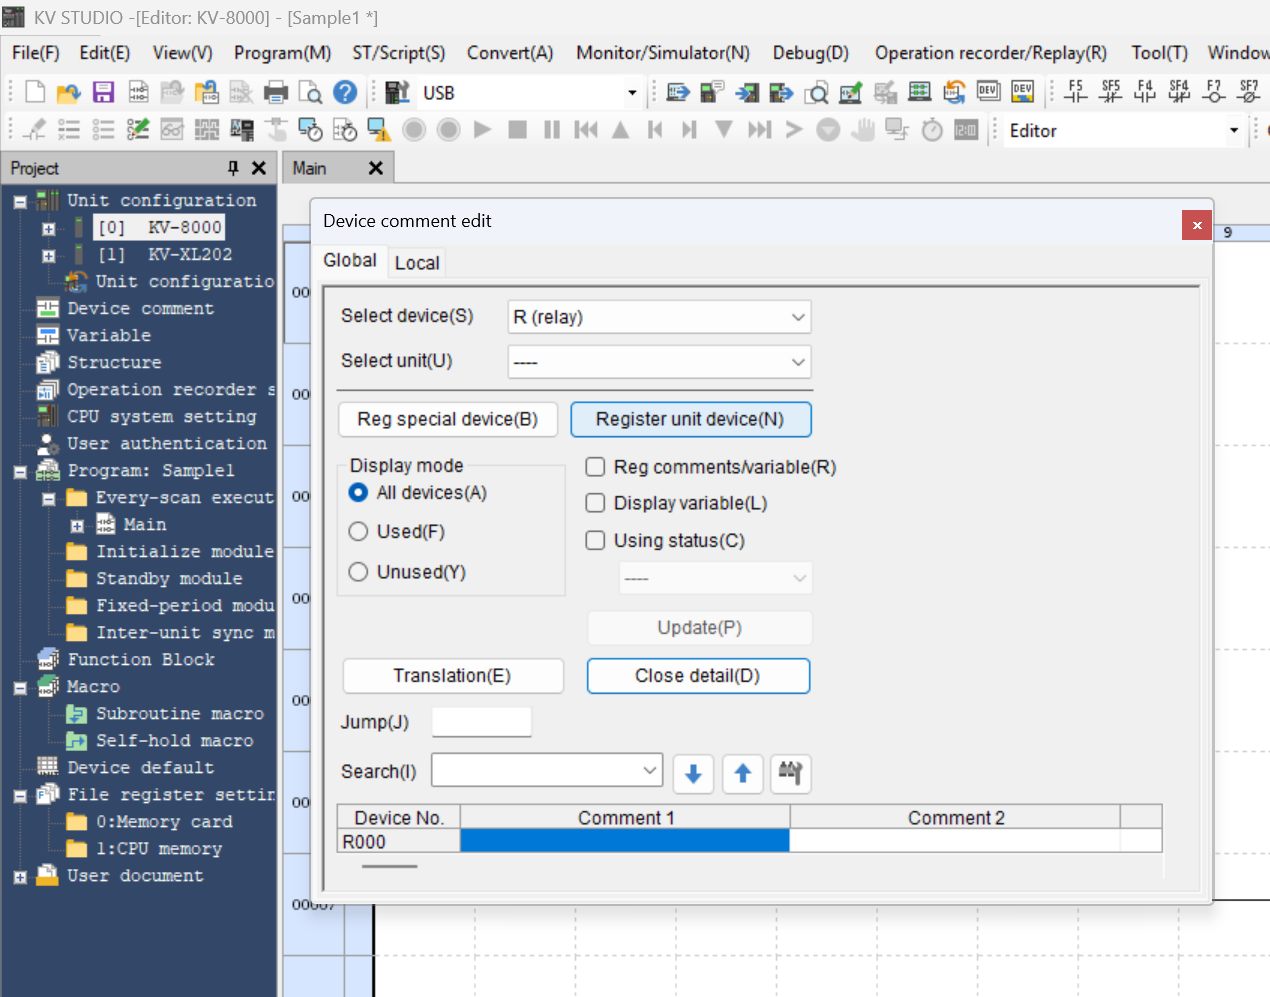 KV STUDIO -[Editor: KV-8000] - [Sample1 *]
File(F) Edit(E) View(V) Program(M) ST/Script(S) Convert(A) Monitor/Simulator(N) Debug(D) Operation recorder/Replay(R) Tool(T) Window
USB
F5 SF5 F4 SF4 F7 SF7
DEV DEV
Editor
Project
Main
Unit configuration
[0] KV-8000
[1] KV-XL202
Unit configuratio
Device comment
Variable
Structure
Operation recorder s
CPU system setting
User authentication
Program: Sample1
Every-scan execut
Main
Initialize module
Standby module
Fixed-period modu
Inter-unit sync m
Function Block
Macro
Subroutine macro
Self-hold macro
Device default
File register settin
0:Memory card
1:CPU memory
User document
9
00
00
00
00
00
00
00007
Device comment edit
Global Local
Select device(S) R (relay)
Select unit(U) ----
Reg special device(B) Register unit device(N)
Display mode
All devices(A)
Used(F)
Unused(Y)
Reg comments/variable(R)
Display variable(L)
Using status(C)
----
Update(P)
Translation(E) Close detail(D)
Jump(J)
Search(I)
Device No. Comment 1 Comment 2
R000